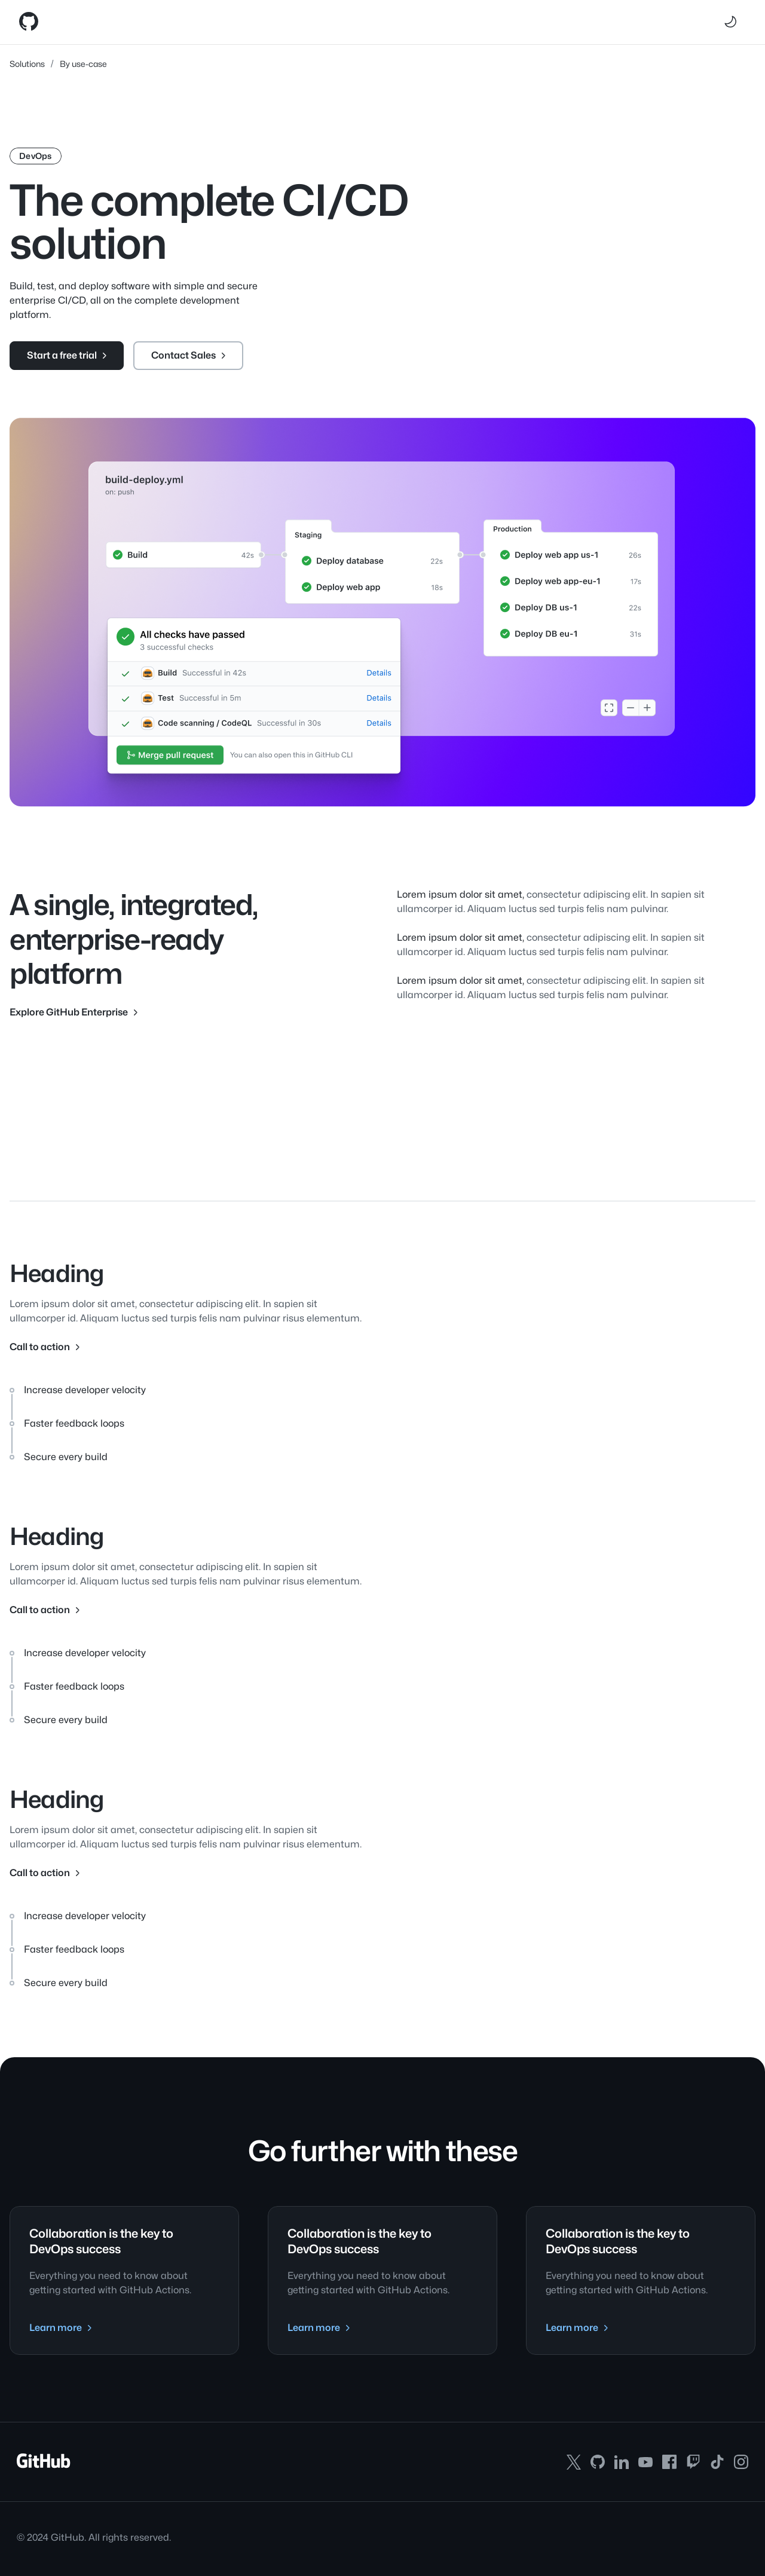 Solutions / By use-case
DevOps
The complete CI/CD
solution
Build, test, and deploy software with simple and secure
enterprise CI/CD, all on the complete development
platform.
Start a free trial
Contact Sales
build-deploy.yml
on: push
Build 42s
Staging
Deploy database 22s
Deploy web app 18s
Production
Deploy web app us-1 26s
Deploy web app-eu-1 17s
Deploy DB us-1 22s
Deploy DB eu-1 31s
All checks have passed
3 successful checks
Build Successful in 42s Details
Test Successful in 5m Details
Code scanning / CodeQL Successful in 30s Details
Merge pull request You can also open this in GitHub CLI
A single, integrated,
enterprise-ready
platform
Explore GitHub Enterprise
Lorem ipsum dolor sit amet, consectetur adipiscing elit. In sapien sit
ullamcorper id. Aliquam luctus sed turpis felis nam pulvinar.
Lorem ipsum dolor sit amet, consectetur adipiscing elit. In sapien sit
ullamcorper id. Aliquam luctus sed turpis felis nam pulvinar.
Lorem ipsum dolor sit amet, consectetur adipiscing elit. In sapien sit
ullamcorper id. Aliquam luctus sed turpis felis nam pulvinar.
Heading
Lorem ipsum dolor sit amet, consectetur adipiscing elit. In sapien sit
ullamcorper id. Aliquam luctus sed turpis felis nam pulvinar risus elementum.
Call to action
Increase developer velocity
Faster feedback loops
Secure every build
Heading
Lorem ipsum dolor sit amet, consectetur adipiscing elit. In sapien sit
ullamcorper id. Aliquam luctus sed turpis felis nam pulvinar risus elementum.
Call to action
Increase developer velocity
Faster feedback loops
Secure every build
Heading
Lorem ipsum dolor sit amet, consectetur adipiscing elit. In sapien sit
ullamcorper id. Aliquam luctus sed turpis felis nam pulvinar risus elementum.
Call to action
Increase developer velocity
Faster feedback loops
Secure every build
Go further with these
Collaboration is the key to
DevOps success
Everything you need to know about
getting started with GitHub Actions.
Learn more
Collaboration is the key to
DevOps success
Everything you need to know about
getting started with GitHub Actions.
Learn more
Collaboration is the key to
DevOps success
Everything you need to know about
getting started with GitHub Actions.
Learn more
GitHub
© 2024 GitHub. All rights reserved.